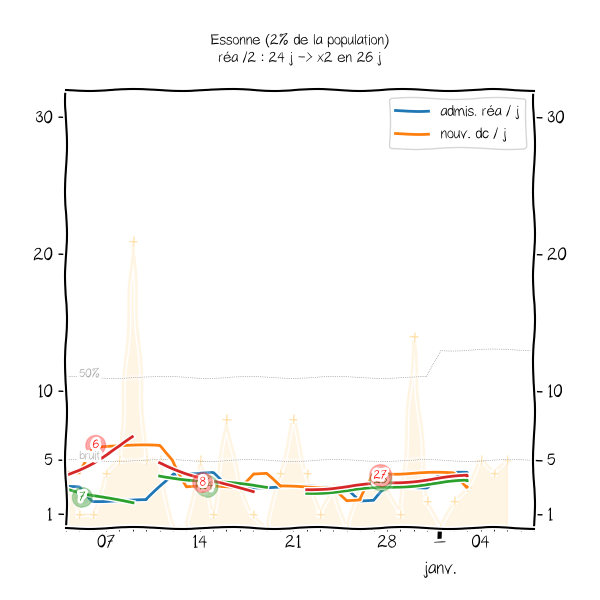 Essonne (2% de la population)
réa /2 : 24 j -> x2 en 26 j
admis. réa / j
nouv. dc / j
30 30
20 20
50%
10 10
6
bruit
5 5
27
8
7
1 1
07 14 21 28 04
janv.